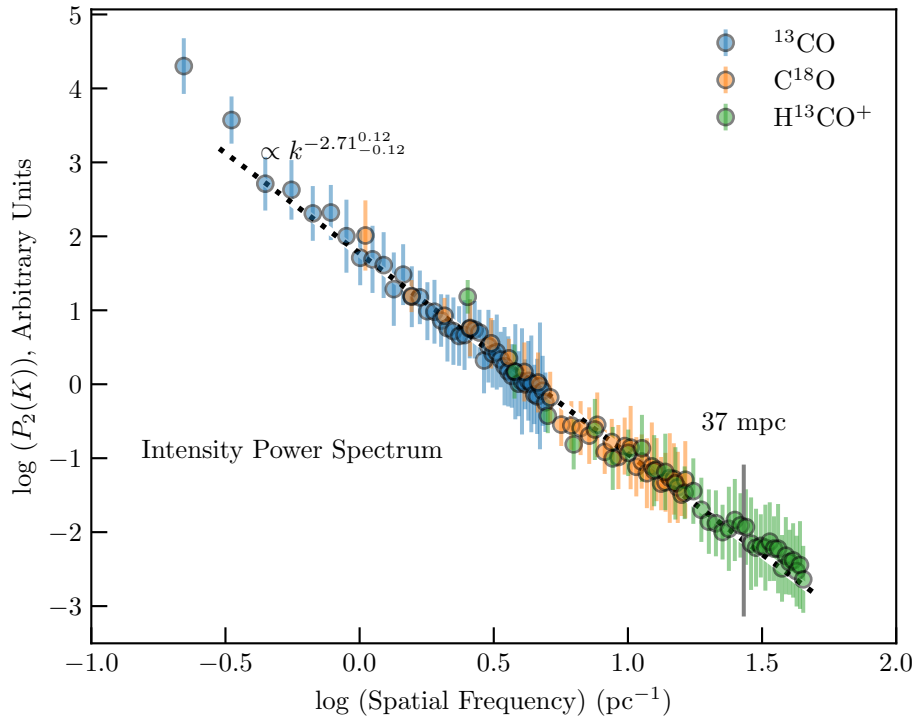 5
4
3
2
1
0
−1
−2
−3
−1.0 −0.5 0.0 0.5 1.0 1.5 2.0
log (P₂(K)), Arbitrary Units
log (Spatial Frequency) (pc⁻¹)
¹³CO
C¹⁸O
H¹³CO⁺
∝ k^−2.71^0.12_−0.12
37 mpc
Intensity Power Spectrum